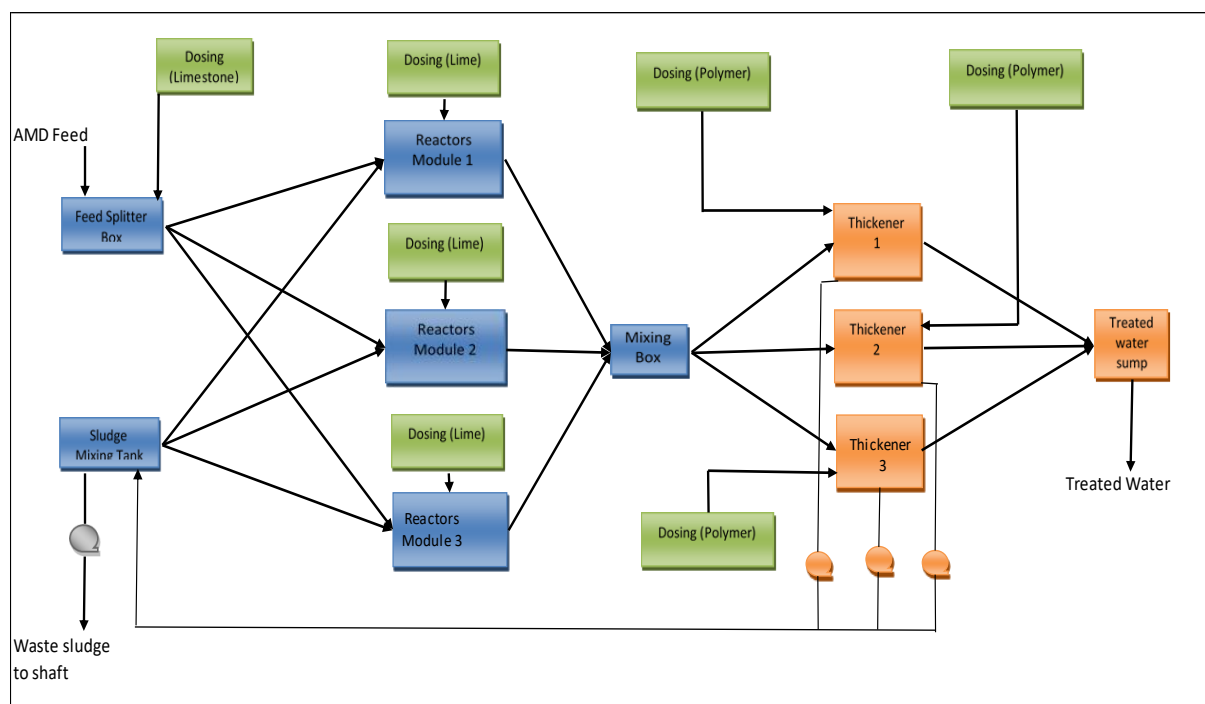 Dosing
(Limestone)
Dosing (Lime)
Dosing (Polymer)
Dosing (Polymer)
AMD Feed
Reactors
Module 1
Feed Splitter
Box
Thickener
1
Dosing (Lime)
Reactors
Module 2
Mixing
Box
Thickener
2
Treated
water
sump
Sludge
Mixing Tank
Dosing (Lime)
Thickener
3
Treated Water
Reactors
Module 3
Dosing (Polymer)
Waste sludge
to shaft